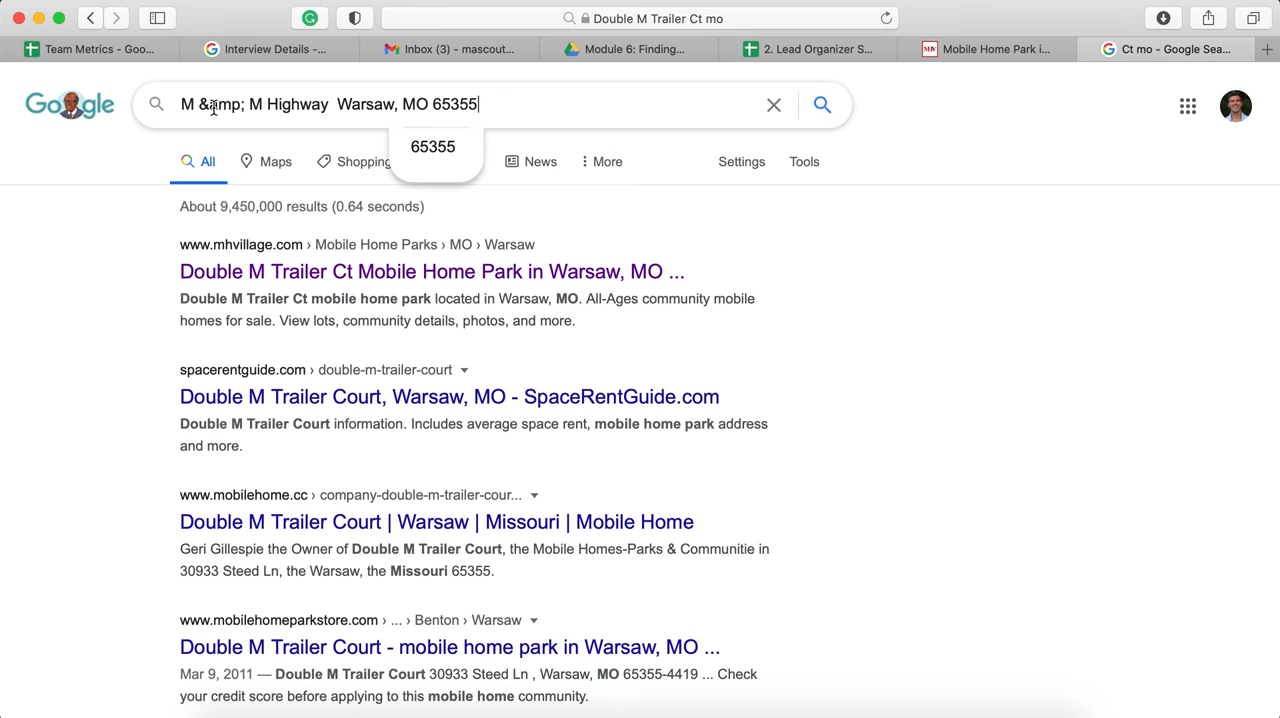 Double M Trailer Ct mo
Team Metrics - Goo...
Interview Details -...
Inbox (3) - mascout...
Module 6: Finding...
2. Lead Organizer S...
Mobile Home Park i...
Ct mo - Google Sea...
Google
M &amp; M Highway  Warsaw, MO 65355
65355
All
Maps
Shopping
News
More
Settings
Tools
About 9,450,000 results (0.64 seconds)
www.mhvillage.com › Mobile Home Parks › MO › Warsaw
Double M Trailer Ct Mobile Home Park in Warsaw, MO ...
Double M Trailer Ct mobile home park located in Warsaw, MO. All-Ages community mobile
homes for sale. View lots, community details, photos, and more.
spacerentguide.com › double-m-trailer-court
Double M Trailer Court, Warsaw, MO - SpaceRentGuide.com
Double M Trailer Court information. Includes average space rent, mobile home park address
and more.
www.mobilehome.cc › company-double-m-trailer-cour...
Double M Trailer Court | Warsaw | Missouri | Mobile Home
Geri Gillespie the Owner of Double M Trailer Court, the Mobile Homes-Parks & Communitie in
30933 Steed Ln, the Warsaw, the Missouri 65355.
www.mobilehomeparkstore.com › ... › Benton › Warsaw
Double M Trailer Court - mobile home park in Warsaw, MO ...
Mar 9, 2011 — Double M Trailer Court 30933 Steed Ln , Warsaw, MO 65355-4419 ... Check
your credit score before applying to this mobile home community.